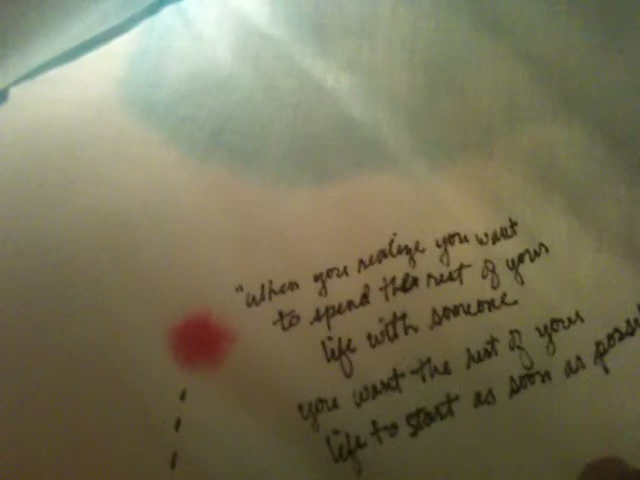 "When you realize you want
to spend the rest of your
life with someone
you want the rest of your
life to start as soon as possi